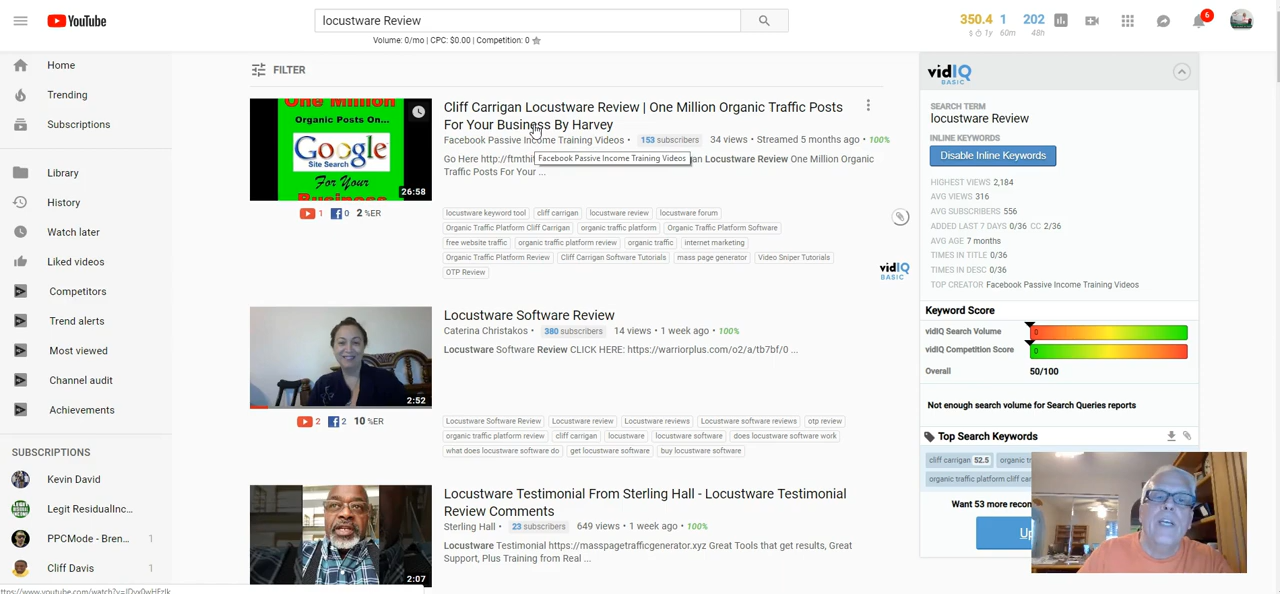 YouTube
locustware Review
Volume: 0/mo | CPC: $0.00 | Competition: 0
350.4 1 202
$ 1y 60m 48h
6
Home
Trending
Subscriptions
Library
History
Watch later
Liked videos
Competitors
Trend alerts
Most viewed
Channel audit
Achievements
SUBSCRIPTIONS
Kevin David
Legit ResidualInc...
PPCMode - Bren... 1
Cliff Davis 1
FILTER
One Million
Organic Posts On...
Google
Site Search
For Your
Business
26:58
1 0 2 %ER
Cliff Carrigan Locustware Review | One Million Organic Traffic Posts
For Your Business By Harvey
Facebook Passive Income Training Videos • 153 subscribers 34 views • Streamed 5 months ago • 100%
Facebook Passive Income Training Videos
Go Here http://ftmthi an Locustware Review One Million Organic
Traffic Posts For Your ...
locustware keyword tool cliff carrigan locustware review locustware forum
Organic Traffic Platform Cliff Carrigan organic traffic platform Organic Traffic Platform Software
free website traffic organic traffic platform review organic traffic internet marketing
Organic Traffic Platform Review Cliff Carrigan Software Tutorials mass page generator Video Sniper Tutorials
OTP Review
vidIQ
BASIC
2:52
2 2 10 %ER
Locustware Software Review
Caterina Christakos • 380 subscribers 14 views • 1 week ago • 100%
Locustware Software Review CLICK HERE: https://warriorplus.com/o2/a/tb7bf/0 ...
Locustware Software Review Locustware review Locustware reviews Locustware software reviews otp review
organic traffic platform review cliff carrigan locustware locustware software does locustware software work
what does locustware software do get locustware software buy locustware software
2:07
Locustware Testimonial From Sterling Hall - Locustware Testimonial
Review Comments
Sterling Hall • 23 subscribers 649 views • 1 week ago • 100%
Locustware Testimonial https://masspagetrafficgenerator.xyz Great Tools that get results, Great
Support, Plus Training from Real ...
vidIQ
BASIC
SEARCH TERM
locustware Review
INLINE KEYWORDS
Disable Inline Keywords
HIGHEST VIEWS 2,184
AVG VIEWS 316
AVG SUBSCRIBERS 556
ADDED LAST 7 DAYS 0/36 CC 2/36
AVG AGE 7 months
TIMES IN TITLE 0/36
TIMES IN DESC 0/36
TOP CREATOR Facebook Passive Income Training Videos
Keyword Score
vidIQ Search Volume 0
vidIQ Competition Score 0
Overall 50/100
Not enough search volume for Search Queries reports
Top Search Keywords
cliff carrigan 52.5 organic tr
organic traffic platform cliff car
Want 53 more recon
Up